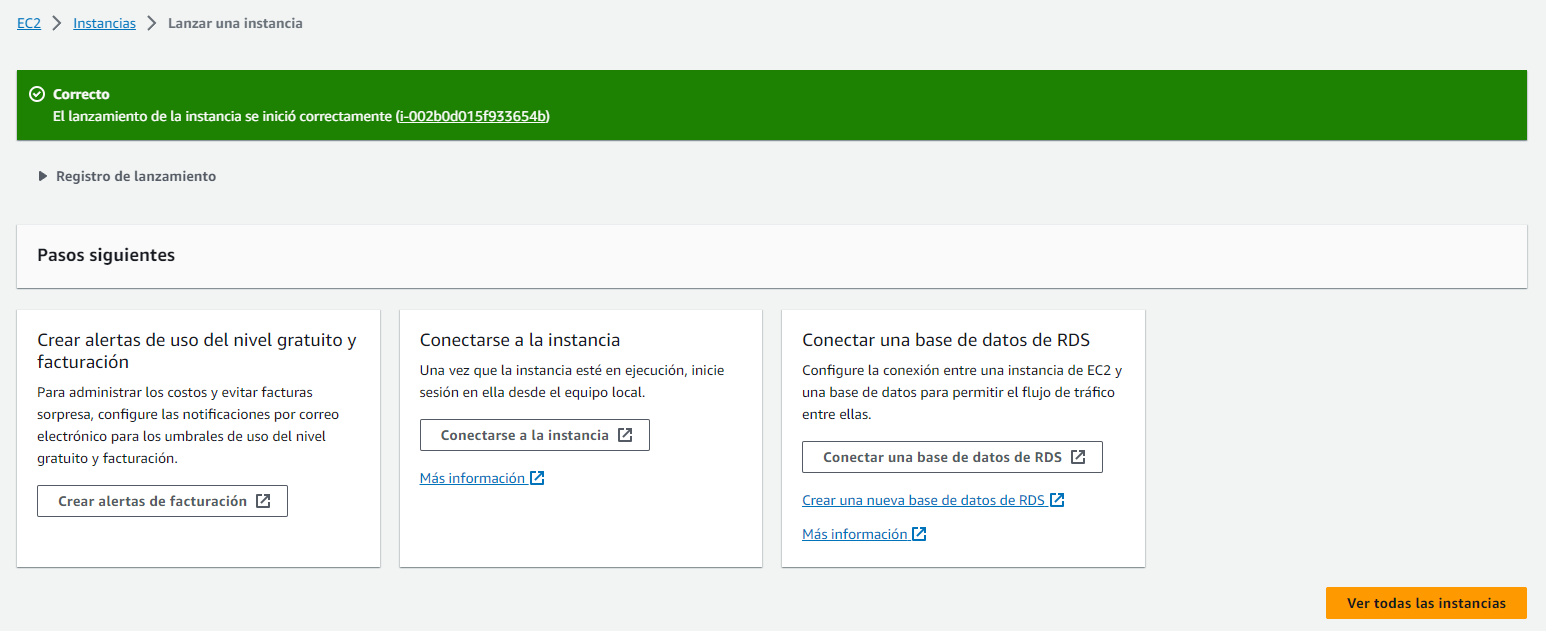 EC2 > Instancias > Lanzar una instancia
Correcto
El lanzamiento de la instancia se inició correctamente (i-002b0d015f933654b)
Registro de lanzamiento
Pasos siguientes
Crear alertas de uso del nivel gratuito y
facturación
Para administrar los costos y evitar facturas
sorpresa, configure las notificaciones por correo
electrónico para los umbrales de uso del nivel
gratuito y facturación.
Crear alertas de facturación
Conectarse a la instancia
Una vez que la instancia esté en ejecución, inicie
sesión en ella desde el equipo local.
Conectarse a la instancia
Más información
Conectar una base de datos de RDS
Configure la conexión entre una instancia de EC2 y
una base de datos para permitir el flujo de tráfico
entre ellas.
Conectar una base de datos de RDS
Crear una nueva base de datos de RDS
Más información
Ver todas las instancias